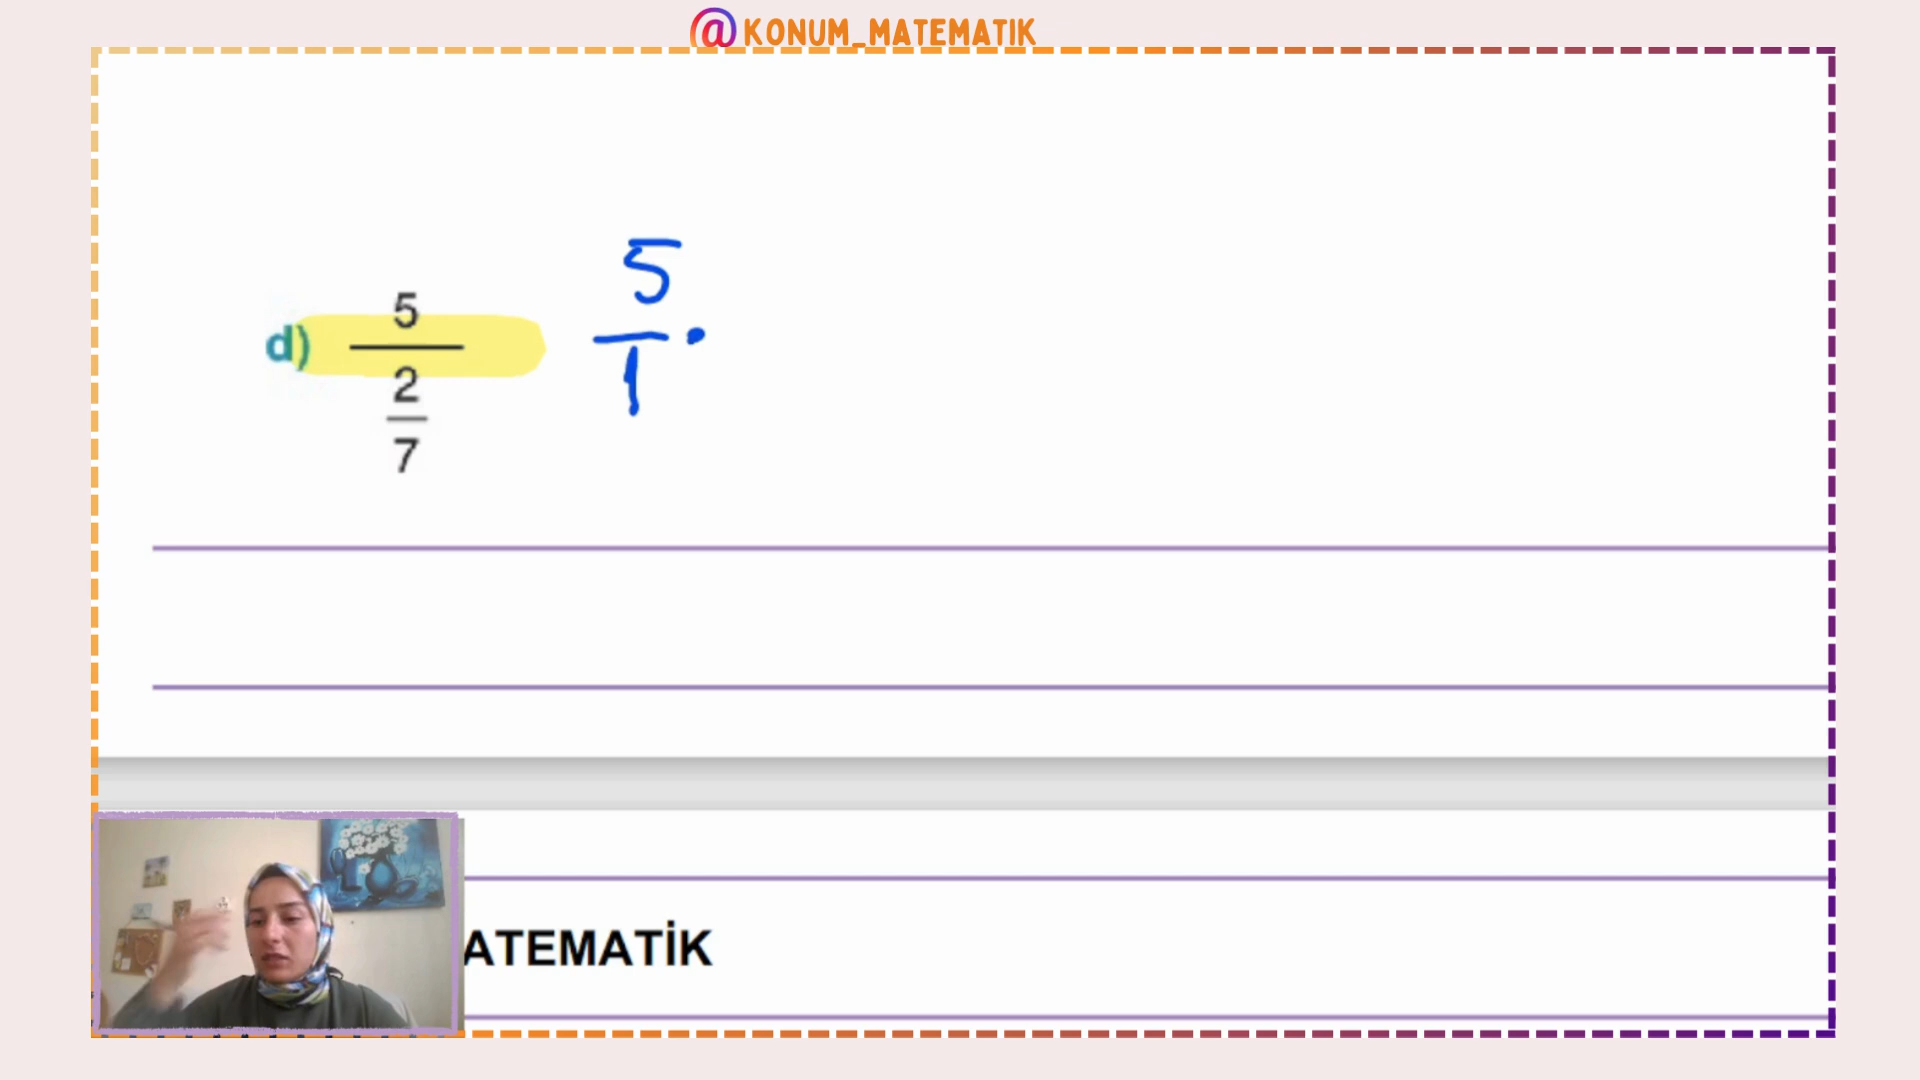 @KONUM_MATEMATIK
d) 5
2
7
5
1 .
ATEMATİK